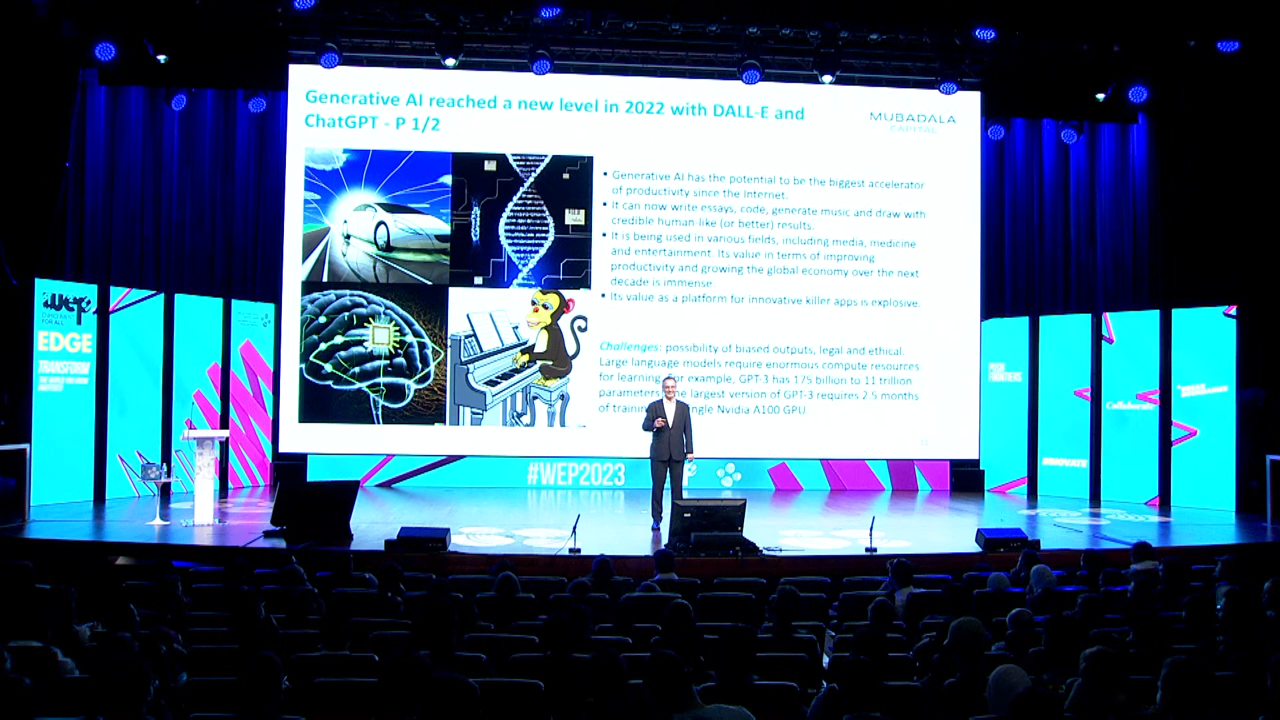 Generative AI reached a new level in 2022 with DALL-E and
ChatGPT - P 1/2
MUBADALA
CAPITAL
▪ Generative AI has the potential to be the biggest accelerator
of productivity since the Internet.
▪ It can now write essays, code, generate music and draw with
credible human like (or better) results.
▪ It is being used in various fields, including media, medicine
and entertainment. Its value in terms of improving
productivity and growing the global economy over the next
decade is immense
▪ Its value as a platform for innovative killer apps is explosive.
Challenges: possibility of biased outputs, legal and ethical.
Large language models require enormous compute resources
for learning. For example, GPT-3 has 175 billion to 11 trillion
parameters. The largest version of GPT-3 requires 2.5 months
of Nvidia A100 GPU.
wep
FOR ALL
EDGE
TRANSFORM
#WEP2023
PUSH
FRONTIERS
INNOVATE
Collaborate